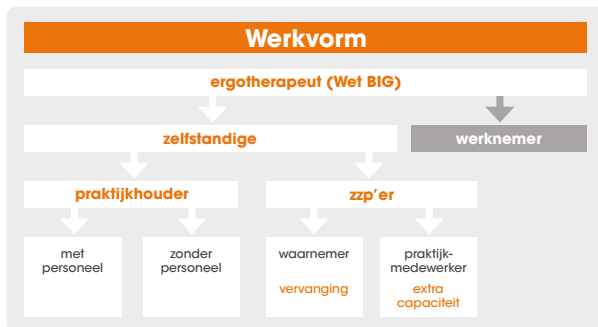 Werkvorm
ergotherapeut (Wet BIG)
zelfstandige
werknemer
praktijkhouder
zzp'er
met
personeel
zonder
personeel
waarnemer
vervanging
praktijk-
medewerker
extra
capaciteit